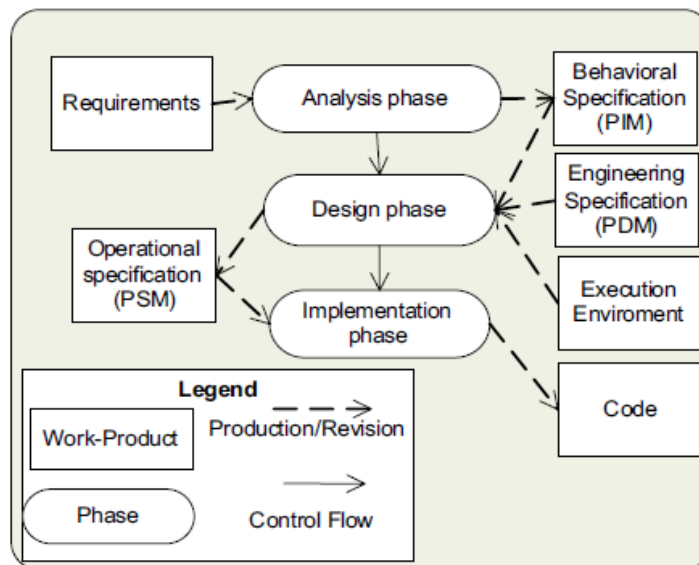 Requirements
Analysis phase
Behavioral
Specification
(PIM)
Design phase
Engineering
Specification
(PDM)
Operational
specification
(PSM)
Execution
Enviroment
Implementation
phase
Code
Legend
Work-Product
Production/Revision
Phase
Control Flow